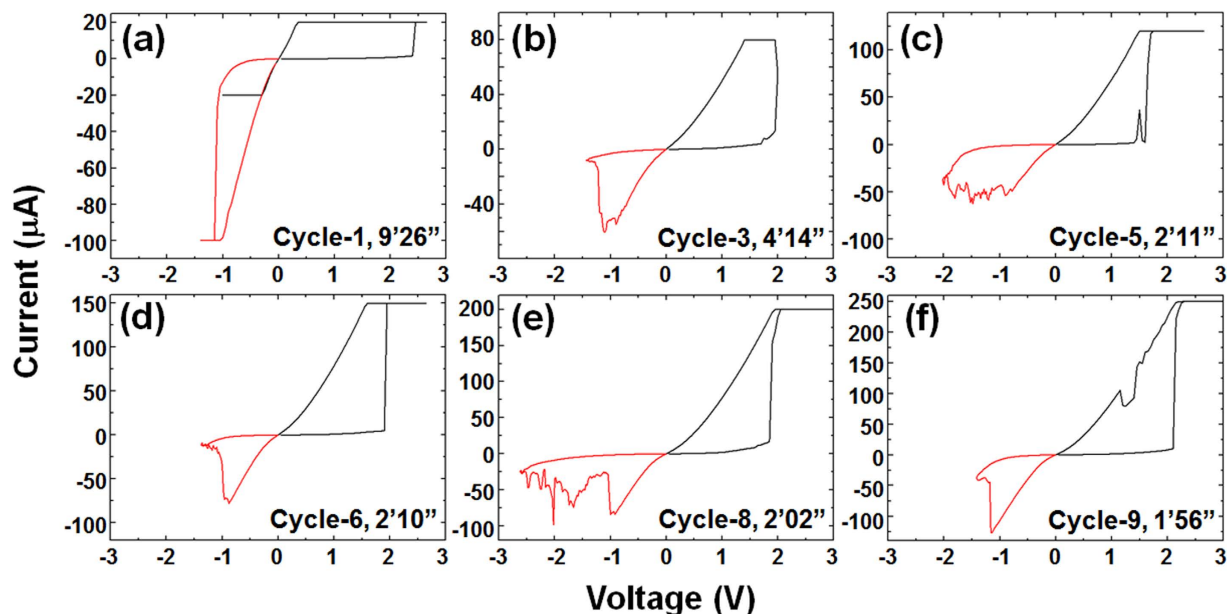 Current (μA)
(a)
20
0
-20
-40
-60
-80
-100
Cycle-1, 9'26”
3 -2 -1 0 1 2 3
(b)
80
40
0
-40
Cycle-3, 4'14”
3 -2 -1 0 1 2 3
(c)
100
50
0
-50
-100
Cycle-5, 2'11”
3 -2 -1 0 1 2 3
(d)
150
100
50
0
-50
-100
Cycle-6, 2'10”
-3 -2 -1 0 1 2 3
(e)
200
150
100
50
0
-50
-100
Cycle-8, 2'02”
-3 -2 -1 0 1 2 3
(f)
250
200
150
100
50
0
-50
-100
Cycle-9, 1'56”
-3 -2 -1 0 1 2 3
Voltage (V)